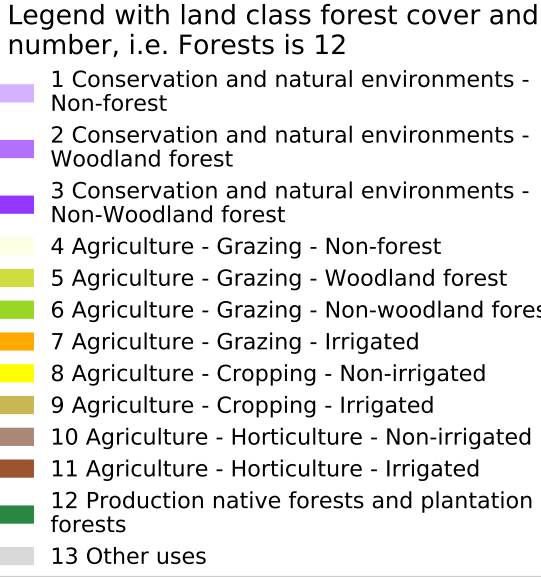 Legend with land class forest cover and
number, i.e. Forests is 12
1 Conservation and natural environments -
Non-forest
2 Conservation and natural environments -
Woodland forest
3 Conservation and natural environments -
Non-Woodland forest
4 Agriculture - Grazing - Non-forest
5 Agriculture - Grazing - Woodland forest
6 Agriculture - Grazing - Non-woodland fores
7 Agriculture - Grazing - Irrigated
8 Agriculture - Cropping - Non-irrigated
9 Agriculture - Cropping - Irrigated
10 Agriculture - Horticulture - Non-irrigated
11 Agriculture - Horticulture - Irrigated
12 Production native forests and plantation
forests
13 Other uses